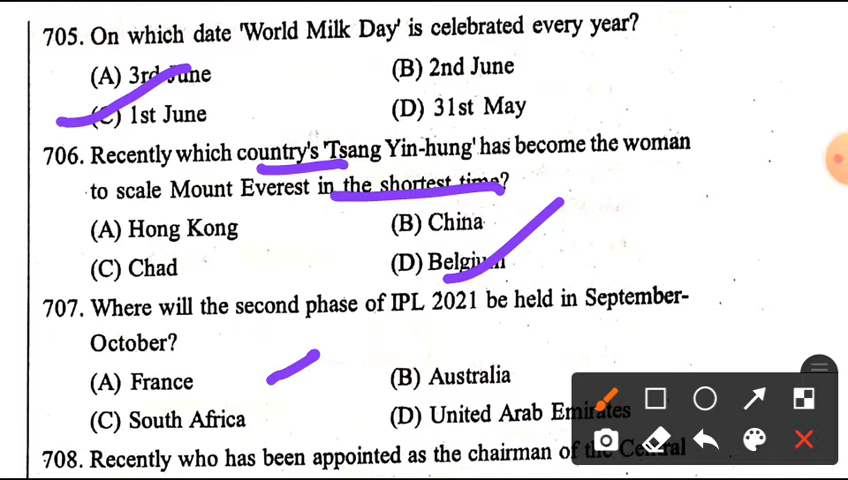 705. On which date 'World Milk Day' is celebrated every year?
(A) 3rd June (B) 2nd June
(C) 1st June (D) 31st May
706. Recently which country's 'Tsang Yin-hung' has become the woman
to scale Mount Everest in the shortest time?
(A) Hong Kong (B) China
(C) Chad (D) Belgium
707. Where will the second phase of IPL 2021 be held in September-
October?
(A) France (B) Australia
(C) South Africa (D) United Arab Emirates
708. Recently who has been appointed as the chairman of the Central